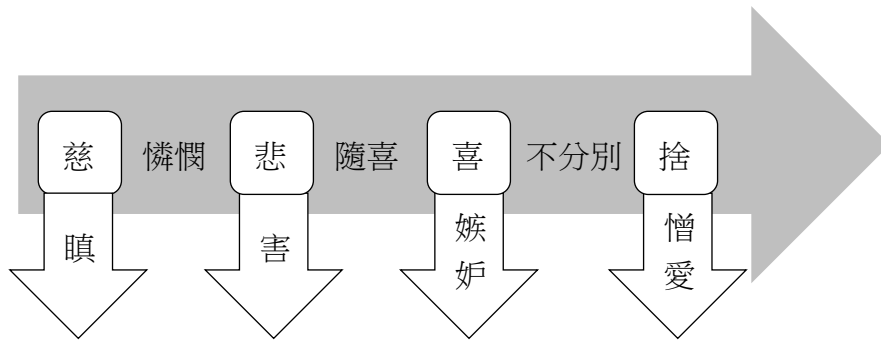 慈 憐憫 悲 隨喜 喜 不分別 捨
瞋 害 嫉妒 憎愛